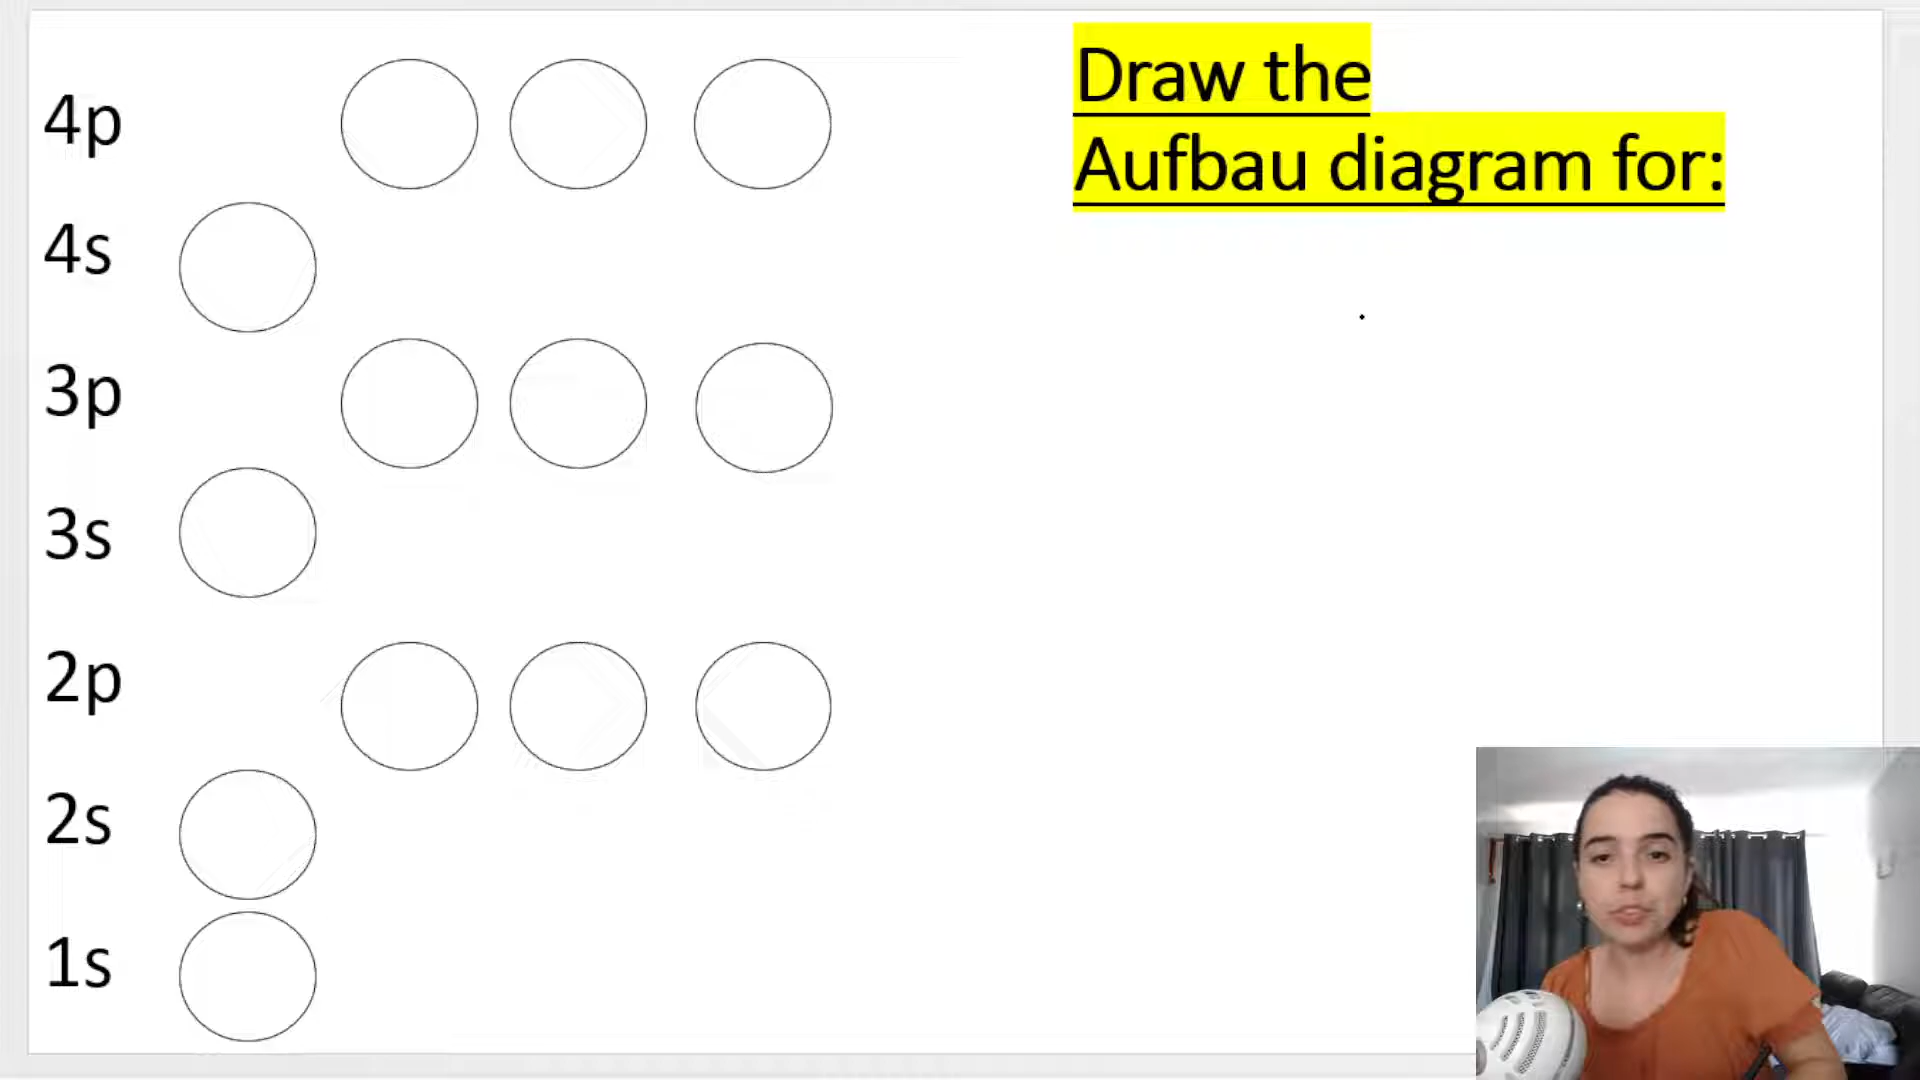 4p
4s
3p
3s
2p
2s
1s
Draw the
Aufbau diagram for: